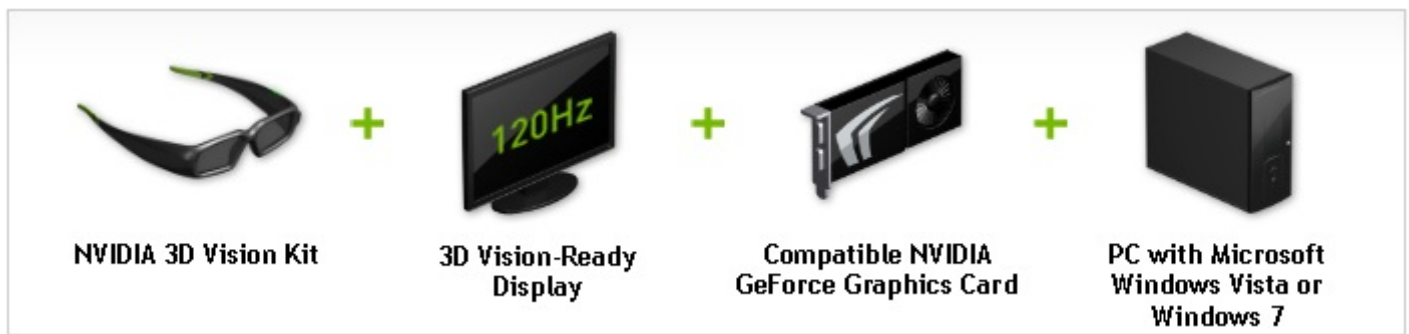 120Hz
NVIDIA 3D Vision Kit
3D Vision-Ready
Display
Compatible NVIDIA
GeForce Graphics Card
PC with Microsoft
Windows Vista or
Windows 7